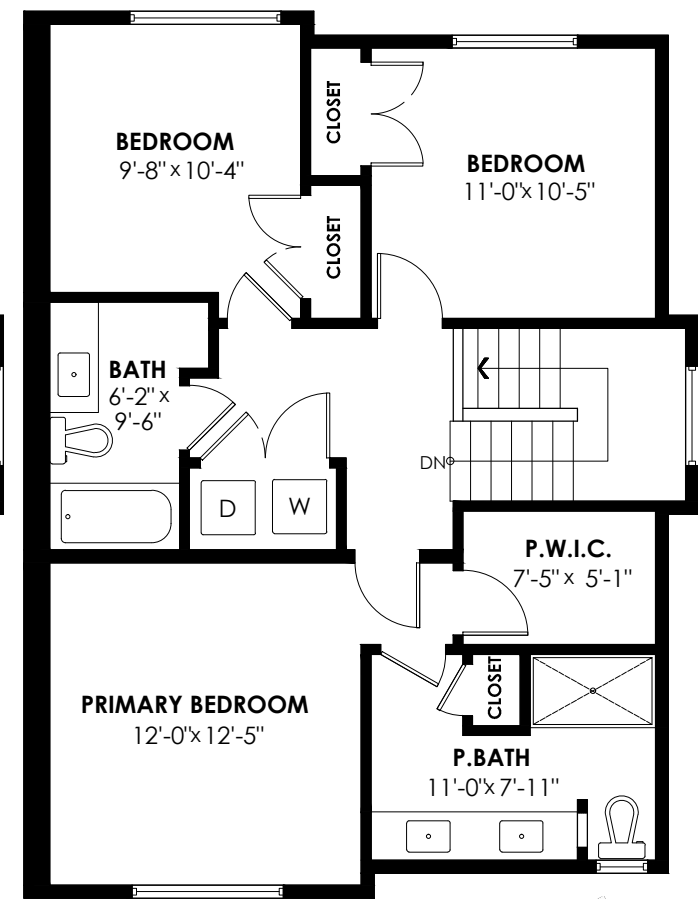 BEDROOM
9'-8" x 10'-4"
CLOSET
BEDROOM
11'-0" x 10'-5"
CLOSET
BATH
6'-2" x
9'-6"
DN
D
W
P.W.I.C.
7'-5" x 5'-1"
PRIMARY BEDROOM
12'-0" x 12'-5"
CLOSET
P.BATH
11'-0" x 7'-11"